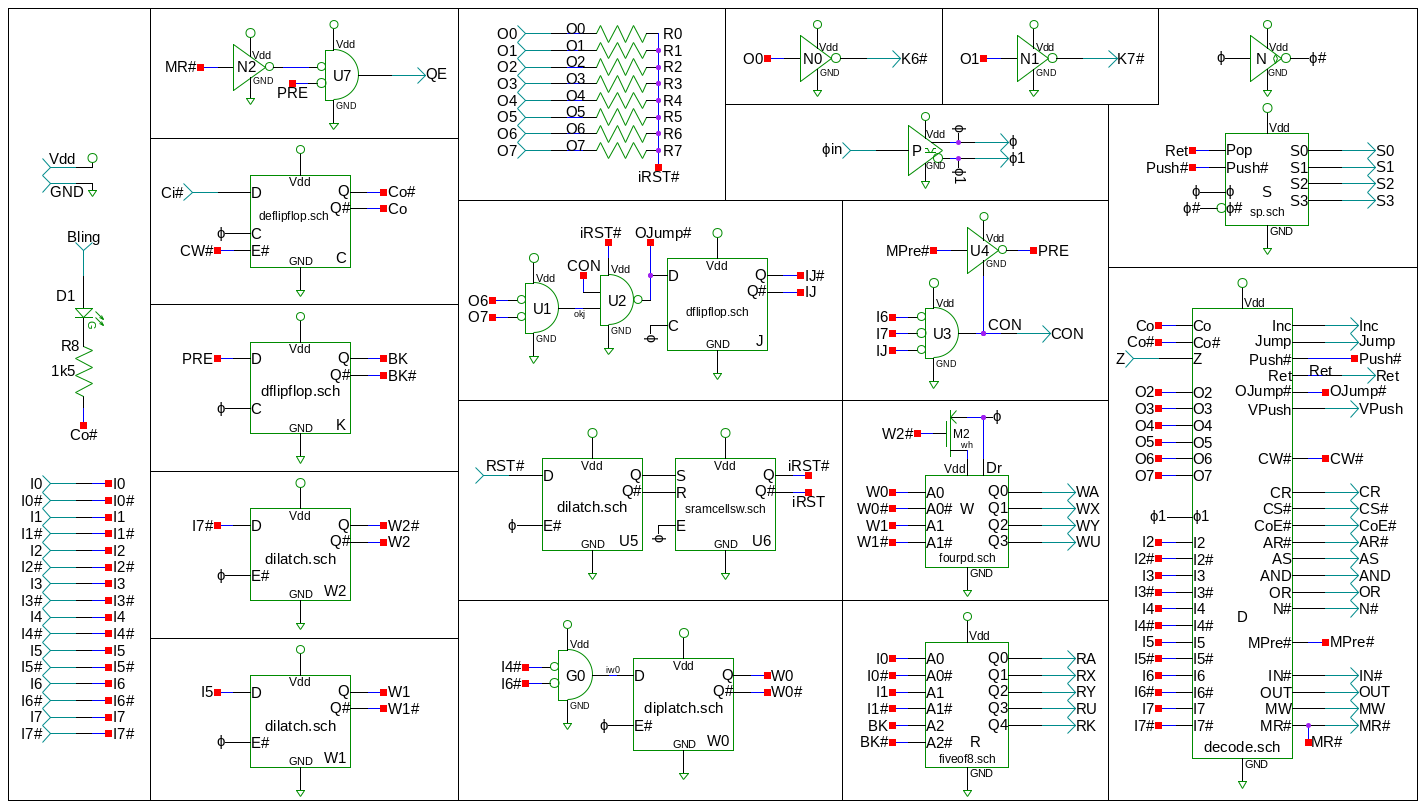 Vdd
GND
Bling
D1
G
R8
1k5
Co#
I0 I0
I0# I0#
I1 I1
I1# I1#
I2 I2
I2# I2#
I3 I3
I3# I3#
I4 I4
I4# I4#
I5 I5
I5# I5#
I6 I6
I6# I6#
I7 I7
I7# I7#
MR# N2 Vdd GND
PRE
U7 Vdd GND
QE
Vdd
Ci# D Q Co#
deflipflop.sch Q# Co
ϕ C
CW# E#
GND C
Vdd
PRE D Q BK
Q# BK#
dflipflop.sch
ϕ C
GND K
Vdd
I7# D Q W2#
Q# W2
dilatch.sch
ϕ E#
GND W2
Vdd
I5 D Q W1
Q# W1#
dilatch.sch
ϕ E#
GND W1
O0 O0 R0
O1 O1 R1
O2 O2 R2
O3 O3 R3
O4 O4 R4
O5 O5 R5
O6 O6 R6
O7 O7 R7
iRST#
O0 N0 Vdd GND K6#
O1 N1 Vdd GND K7#
ϕ N Vdd GND ϕ#
ϕin P Vdd GND
ϕ ϕ
ϕ1 ϕ1
Vdd
Ret Pop S0 S0
Push# Push# S1 S1
ϕ ϕ S S2 S2
ϕ# ϕ# sp.sch S3 S3
GND
iRST# OJump#
CON
O6
O7
U1 Vdd GND
okj
U2 Vdd GND
Vdd
D Q IJ#
Q# IJ
dflipflop.sch
ϕ C
GND J
MPre# U4 Vdd GND PRE
I6
I7
IJ
U3 Vdd GND
CON CON
RST# D Vdd Q
dilatch.sch Q#
ϕ E#
GND U5
S Vdd Q iRST#
R Q# iRST
sramcellsw.sch
ϕ E
GND U6
W2# M2 wh ϕ
Vdd Dr
W0 A0 Q0 WA
W0# A0# W Q1 WX
W1 A1 Q2 WY
W1# A1# Q3 WU
fourpd.sch
GND
I4#
I6#
G0 Vdd GND
iw0
Vdd
D Q W0
Q# W0#
diplatch.sch
ϕ E#
GND W0
Vdd
I0 A0 Q0 RA
I0# A0# Q1 RX
I1 A1 Q2 RY
I1# A1# Q3 RU
BK A2 Q4 RK
BK# A2# R
fiveof8.sch
GND
Vdd
Co Co Inc Inc
Co# Co# Jump Jump
Z Z Push# Push#
Ret Ret Ret
O2 O2 OJump# OJump#
O3 O3 VPush VPush
O4 O4
O5 O5
O6 O6 CW# CW#
O7 O7
CR CR
CS# CS#
ϕ1 ϕ1 CoE# CoE#
I2 I2 AR# AR#
I2# I2# AS AS
I3 I3 AND AND
I3# I3# OR OR
I4 I4 N# N#
I4# I4# D
I5 I5 MPre# MPre#
I5# I5#
I6 I6 IN# IN#
I6# I6# OUT OUT
I7 I7 MW MW
I7# I7# MR# MR#
decode.sch MR#
GND